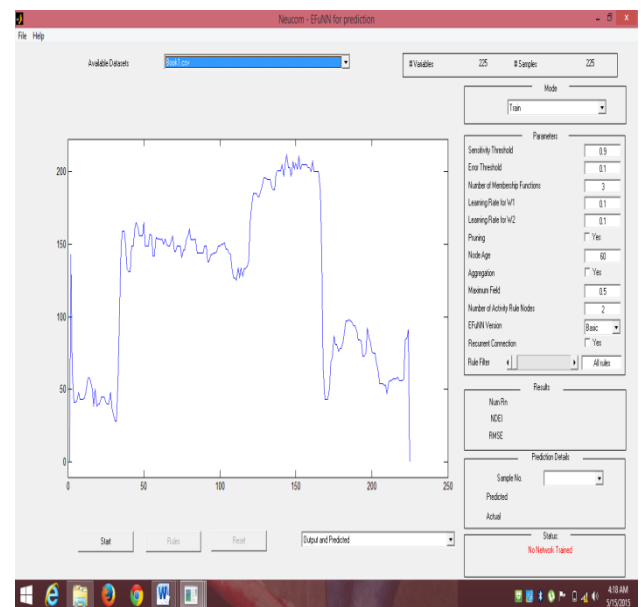 Neucom - EFuNN for prediction
File Help
Available Datasets
Book1.csv
# Variables 225 # Samples 225
Mode
Train
Parameters
Sensitivity Threshold 0.9
Error Threshold 0.1
Number of Membership Functions 3
Learning Rate for W1 0.1
Learning Rate for W2 0.1
Pruning Yes
Node Age 60
Aggregation Yes
Maximum Field 0.5
Number of Activity Rule Nodes 2
EFuNN Version Basic
Recurrent Connection Yes
Rule Filter All rules
Results
Num Rn
NDEI
RMSE
Prediction Details
Sample No.
Predicted
Actual
Status:
No Network Trained
200
150
100
50
0
0 50 100 150 200 250
Start Rules Reset Output and Predicted
4:18 AM
5/15/2015